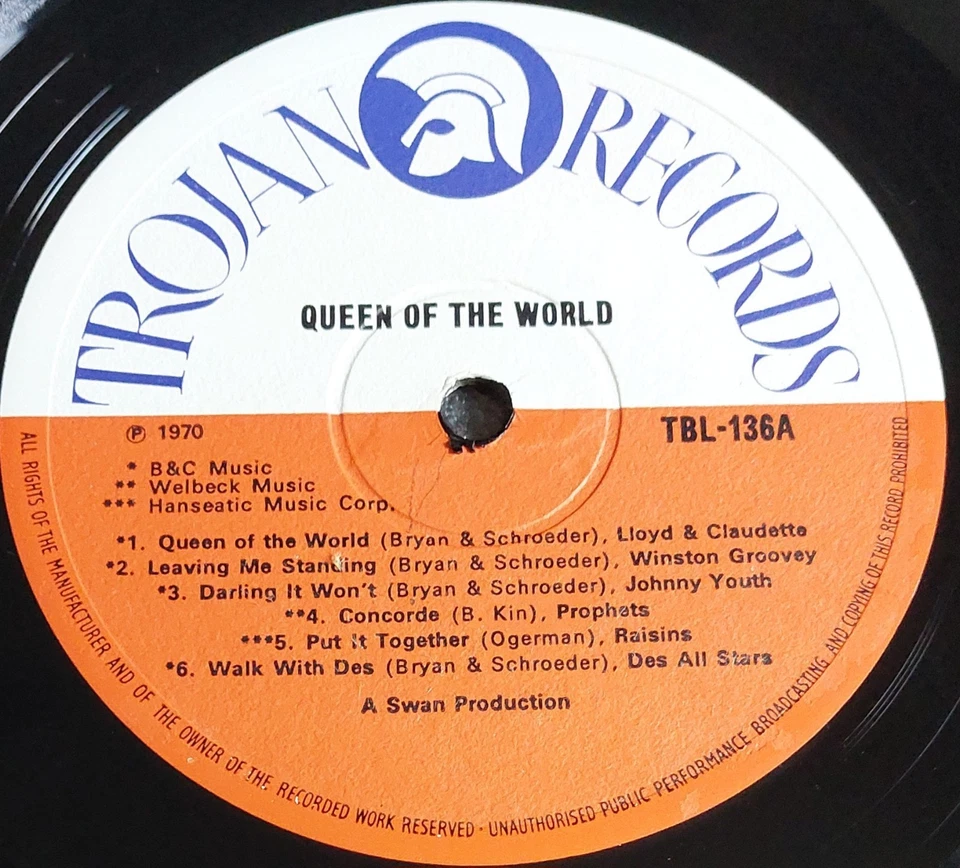 TROJAN RECORDS
QUEEN OF THE WORLD
℗ 1970
TBL-136A
* B&C Music
** Welbeck Music
*** Hanseatic Music Corp.
*1. Queen of the World (Bryan & Schroeder), Lloyd & Claudette
*2. Leaving Me Standing (Bryan & Schroeder), Winston Groovey
*3. Darling It Won't (Bryan & Schroeder), Johnny Youth
**4. Concorde (B. Kin), Prophets
***5. Put It Together (Ogerman), Raisins
*6. Walk With Des (Bryan & Schroeder), Des All Stars
A Swan Production
ALL RIGHTS OF THE MANUFACTURER AND OF THE OWNER OF THE RECORDED WORK RESERVED · UNAUTHORISED PUBLIC PERFORMANCE BROADCASTING AND COPYING OF THIS RECORD PROHIBITED